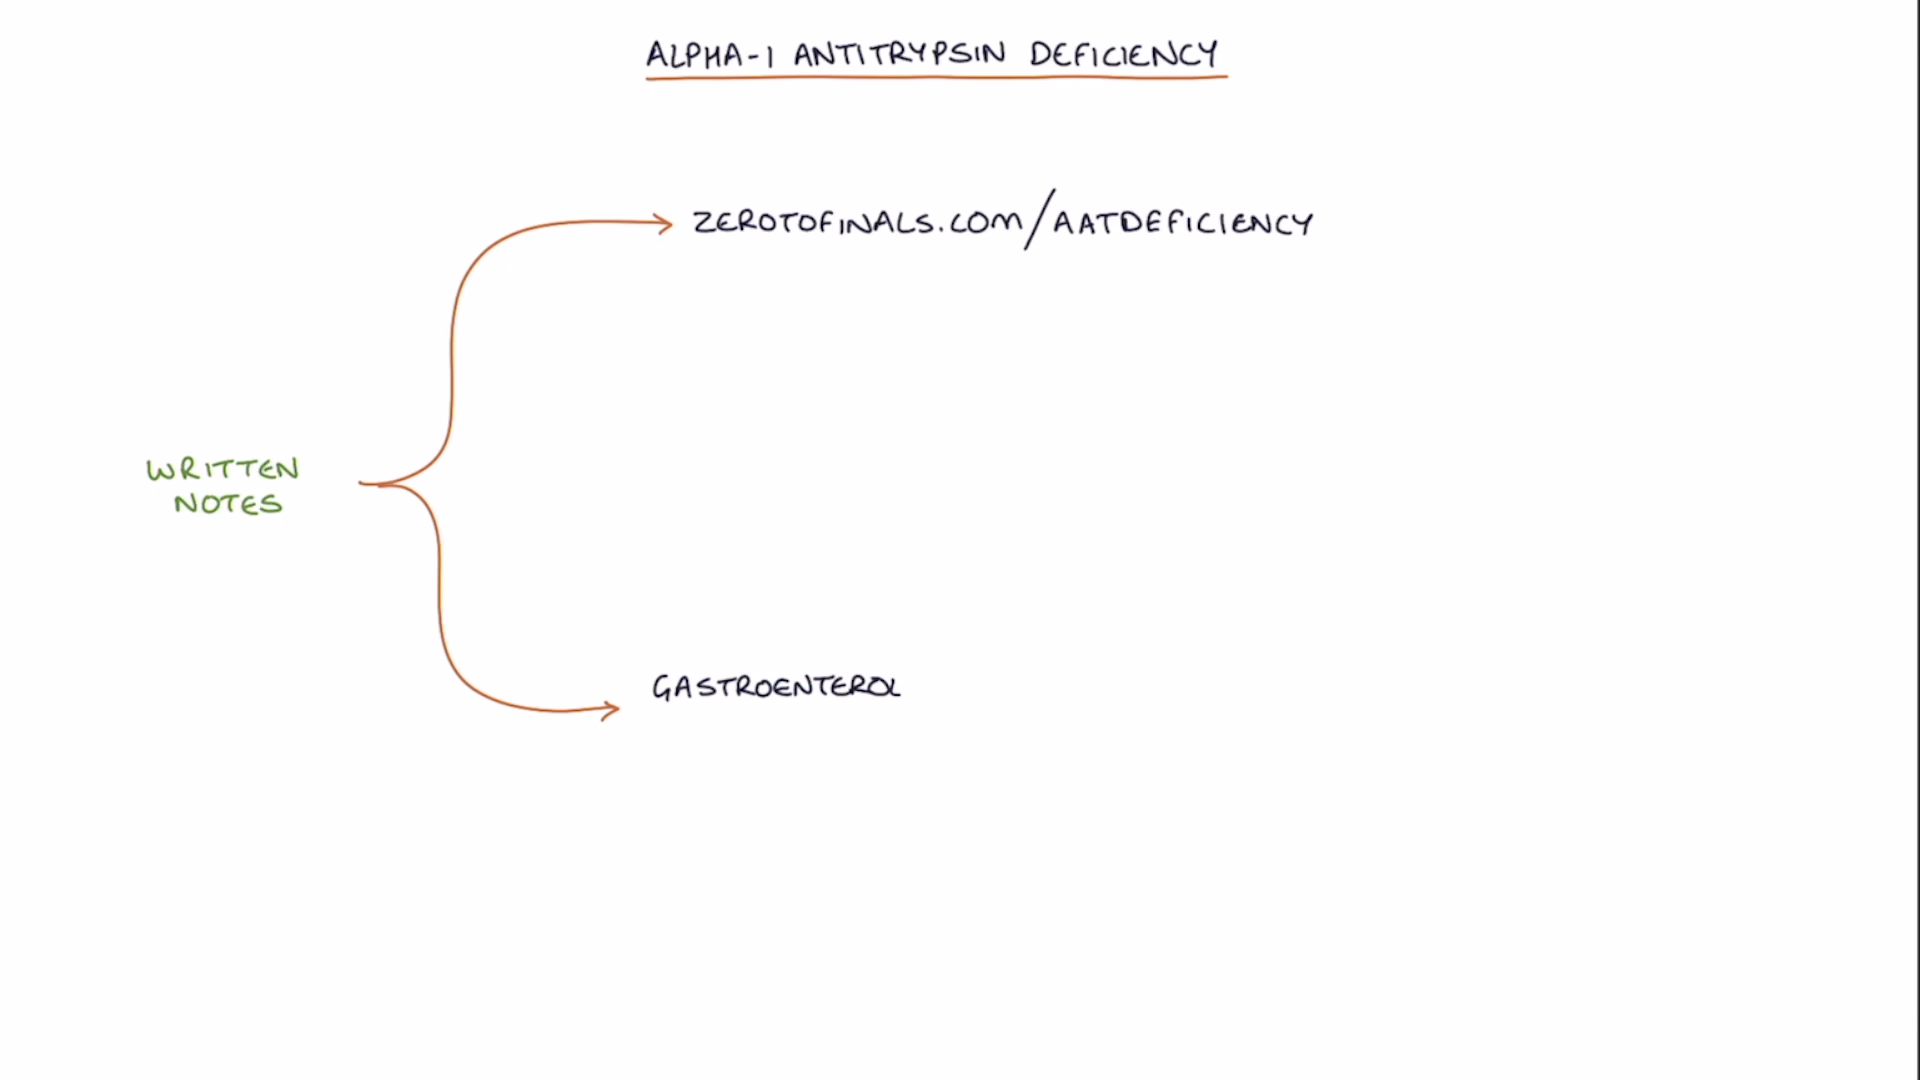 ALPHA-1 ANTITRYPSIN DEFICIENCY
ZEROTOFINALS.COM/AATDEFICIENCY
WRITTEN
NOTES
GASTROENTEROL